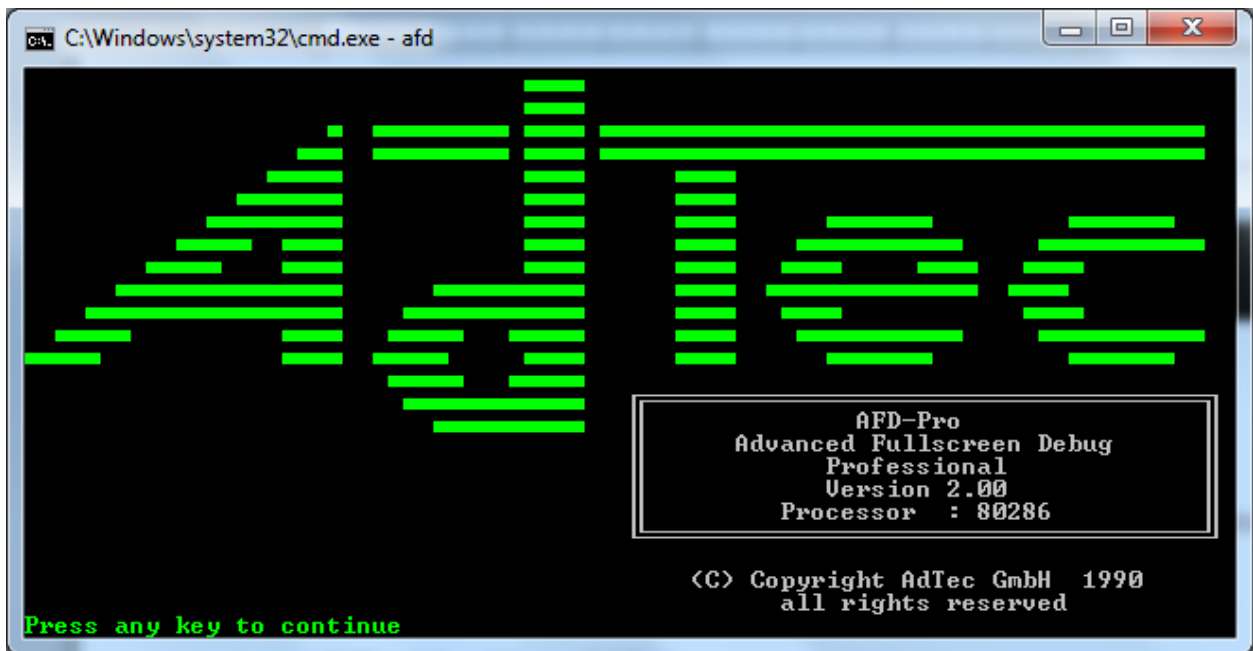 C:\Windows\system32\cmd.exe - afd
AdTec
AFD-Pro
Advanced Fullscreen Debug
Professional
Version 2.00
Processor : 80286
(C) Copyright AdTec GmbH 1990
all rights reserved
Press any key to continue